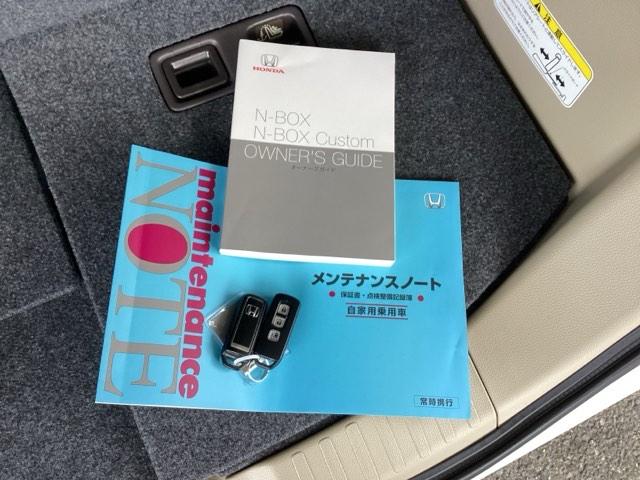 注意
HONDA
N-BOX
N-BOX Custom
OWNER'S GUIDE
オーナーズガイド
maintenance
NOTE
メンテナンスノート
保証書・点検整備記録簿
自家用乗用車
常時携行